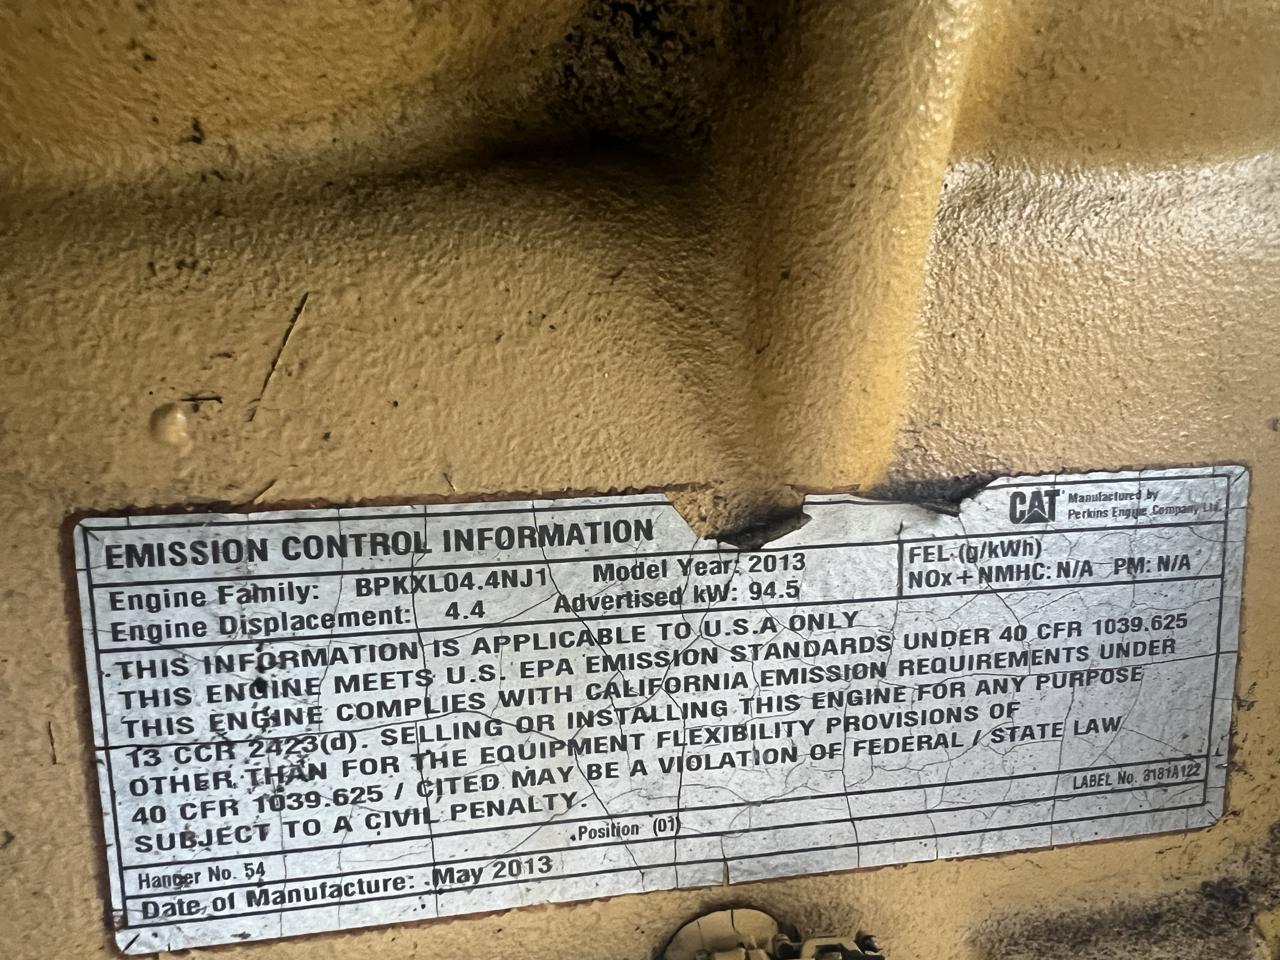 EMISSION CONTROL INFORMATION
CAT Manufactured by
Perkins Engine Company Ltd.
Engine Family: BPKXL04.4NJ1 Model Year: 2013
Engine Displacement: 4.4 Advertised kW: 94.5
FEL (g/kWh)
NOx+NMHC: N/A PM: N/A
THIS INFORMATION IS APPLICABLE TO U.S.A ONLY
THIS ENGINE MEETS U.S. EPA EMISSION STANDARDS UNDER 40 CFR 1039.625
THIS ENGINE COMPLIES WITH CALIFORNIA EMISSION REQUIREMENTS UNDER
13 CCR 2423(d). SELLING OR INSTALLING THIS ENGINE FOR ANY PURPOSE
OTHER THAN FOR THE EQUIPMENT FLEXIBILITY PROVISIONS OF
40 CFR 1039.625 / CITED MAY BE A VIOLATION OF FEDERAL / STATE LAW
SUBJECT TO A CIVIL PENALTY.
LABEL No. 3181A122
Hanger No. 54 Position (01)
Date of Manufacture: May 2013